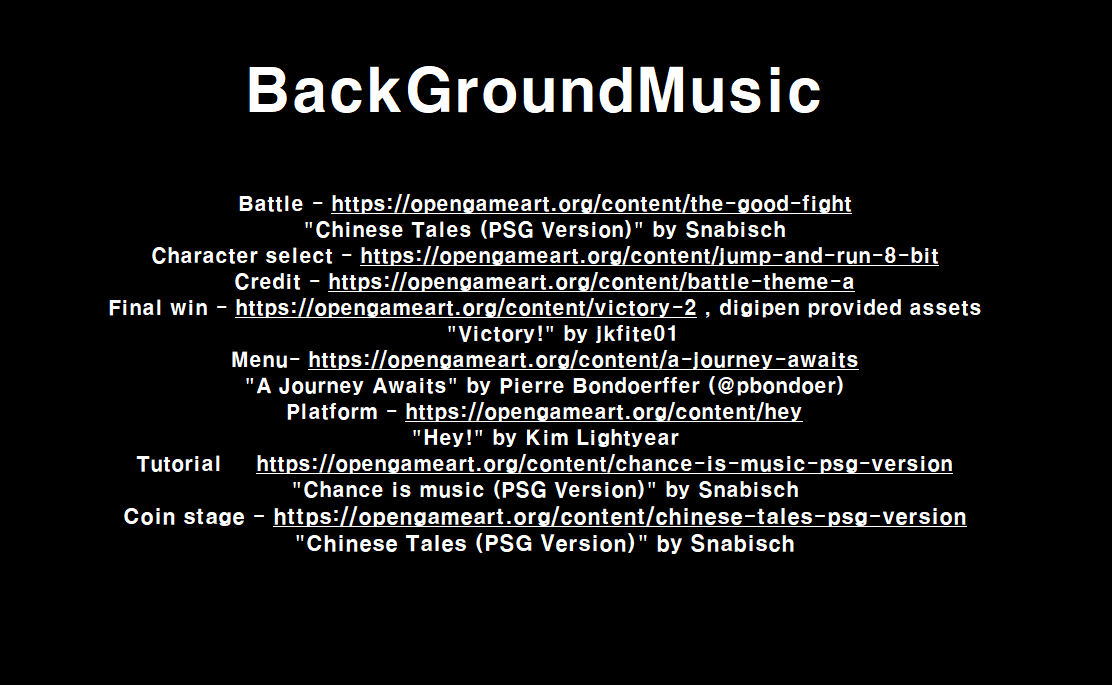 BackGroundMusic
Battle - https://opengameart.org/content/the-good-fight
"Chinese Tales (PSG Version)" by Snabisch
Character select - https://opengameart.org/content/jump-and-run-8-bit
Credit - https://opengameart.org/content/battle-theme-a
Final win - https://opengameart.org/content/victory-2 , digipen provided assets
"Victory!" by jkfite01
Menu- https://opengameart.org/content/a-journey-awaits
"A Journey Awaits" by Pierre Bondoerffer (@pbondoer)
Platform - https://opengameart.org/content/hey
"Hey!" by Kim Lightyear
Tutorial https://opengameart.org/content/chance-is-music-psg-version
"Chance is music (PSG Version)" by Snabisch
Coin stage - https://opengameart.org/content/chinese-tales-psg-version
"Chinese Tales (PSG Version)" by Snabisch